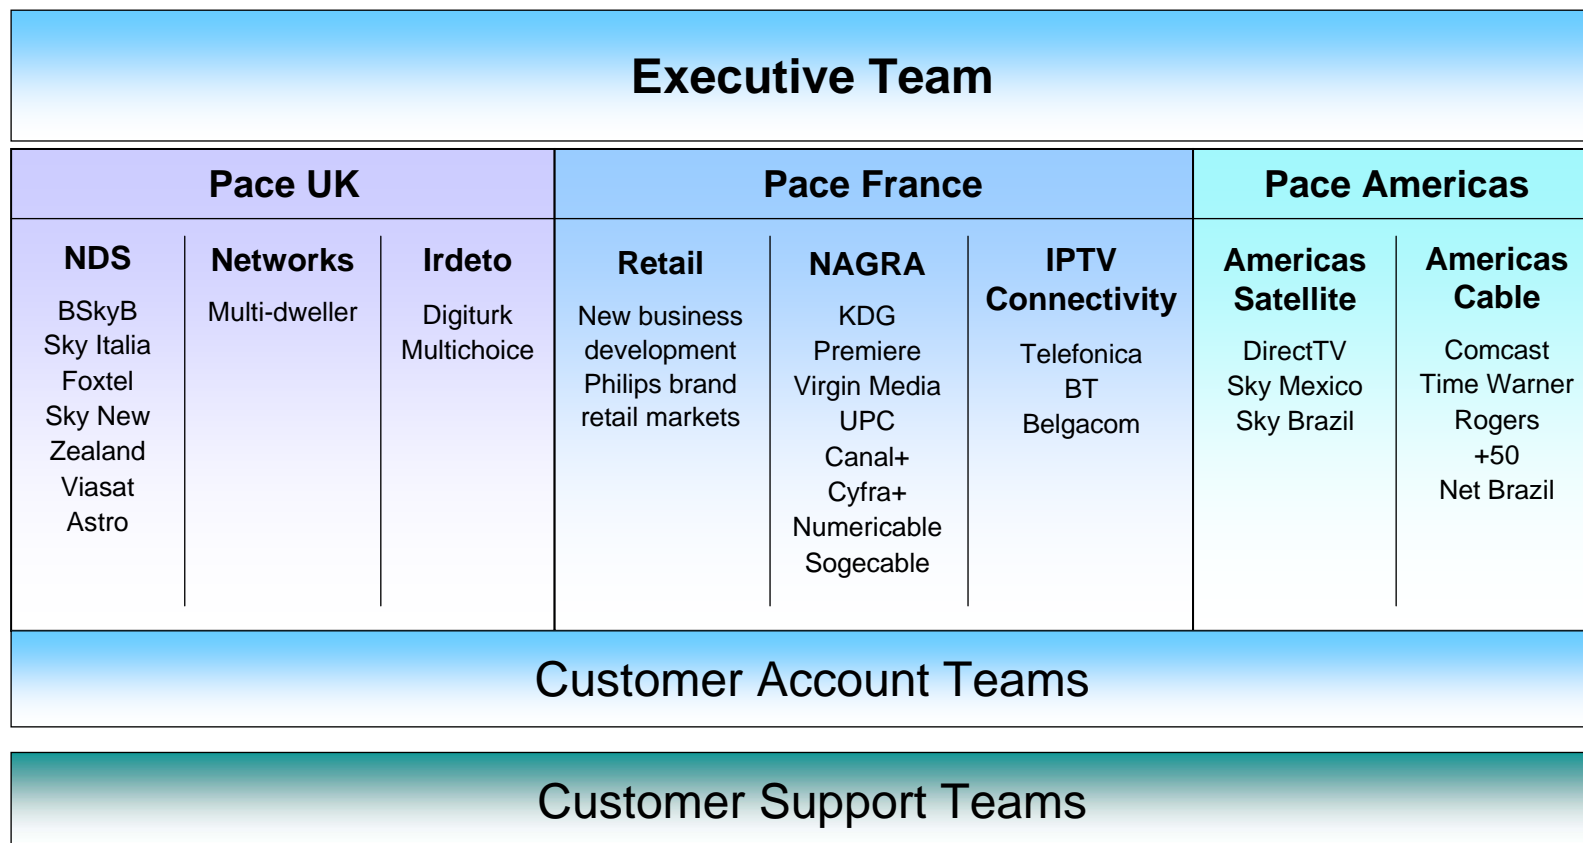 Executive Team
Pace UK
Pace France
Pace Americas
NDS
BSkyB
Sky Italia
Foxtel
Sky New
Zealand
Viasat
Astro
Networks
Multi-dweller
Irdeto
Digiturk
Multichoice
Retail
New business
development
Philips brand
retail markets
NAGRA
KDG
Premiere
Virgin Media
UPC
Canal+
Cyfra+
Numericable
Sogecable
IPTV
Connectivity
Telefonica
BT
Belgacom
Americas
Satellite
DirectTV
Sky Mexico
Sky Brazil
Americas
Cable
Comcast
Time Warner
Rogers
+50
Net Brazil
Customer Account Teams
Customer Support Teams